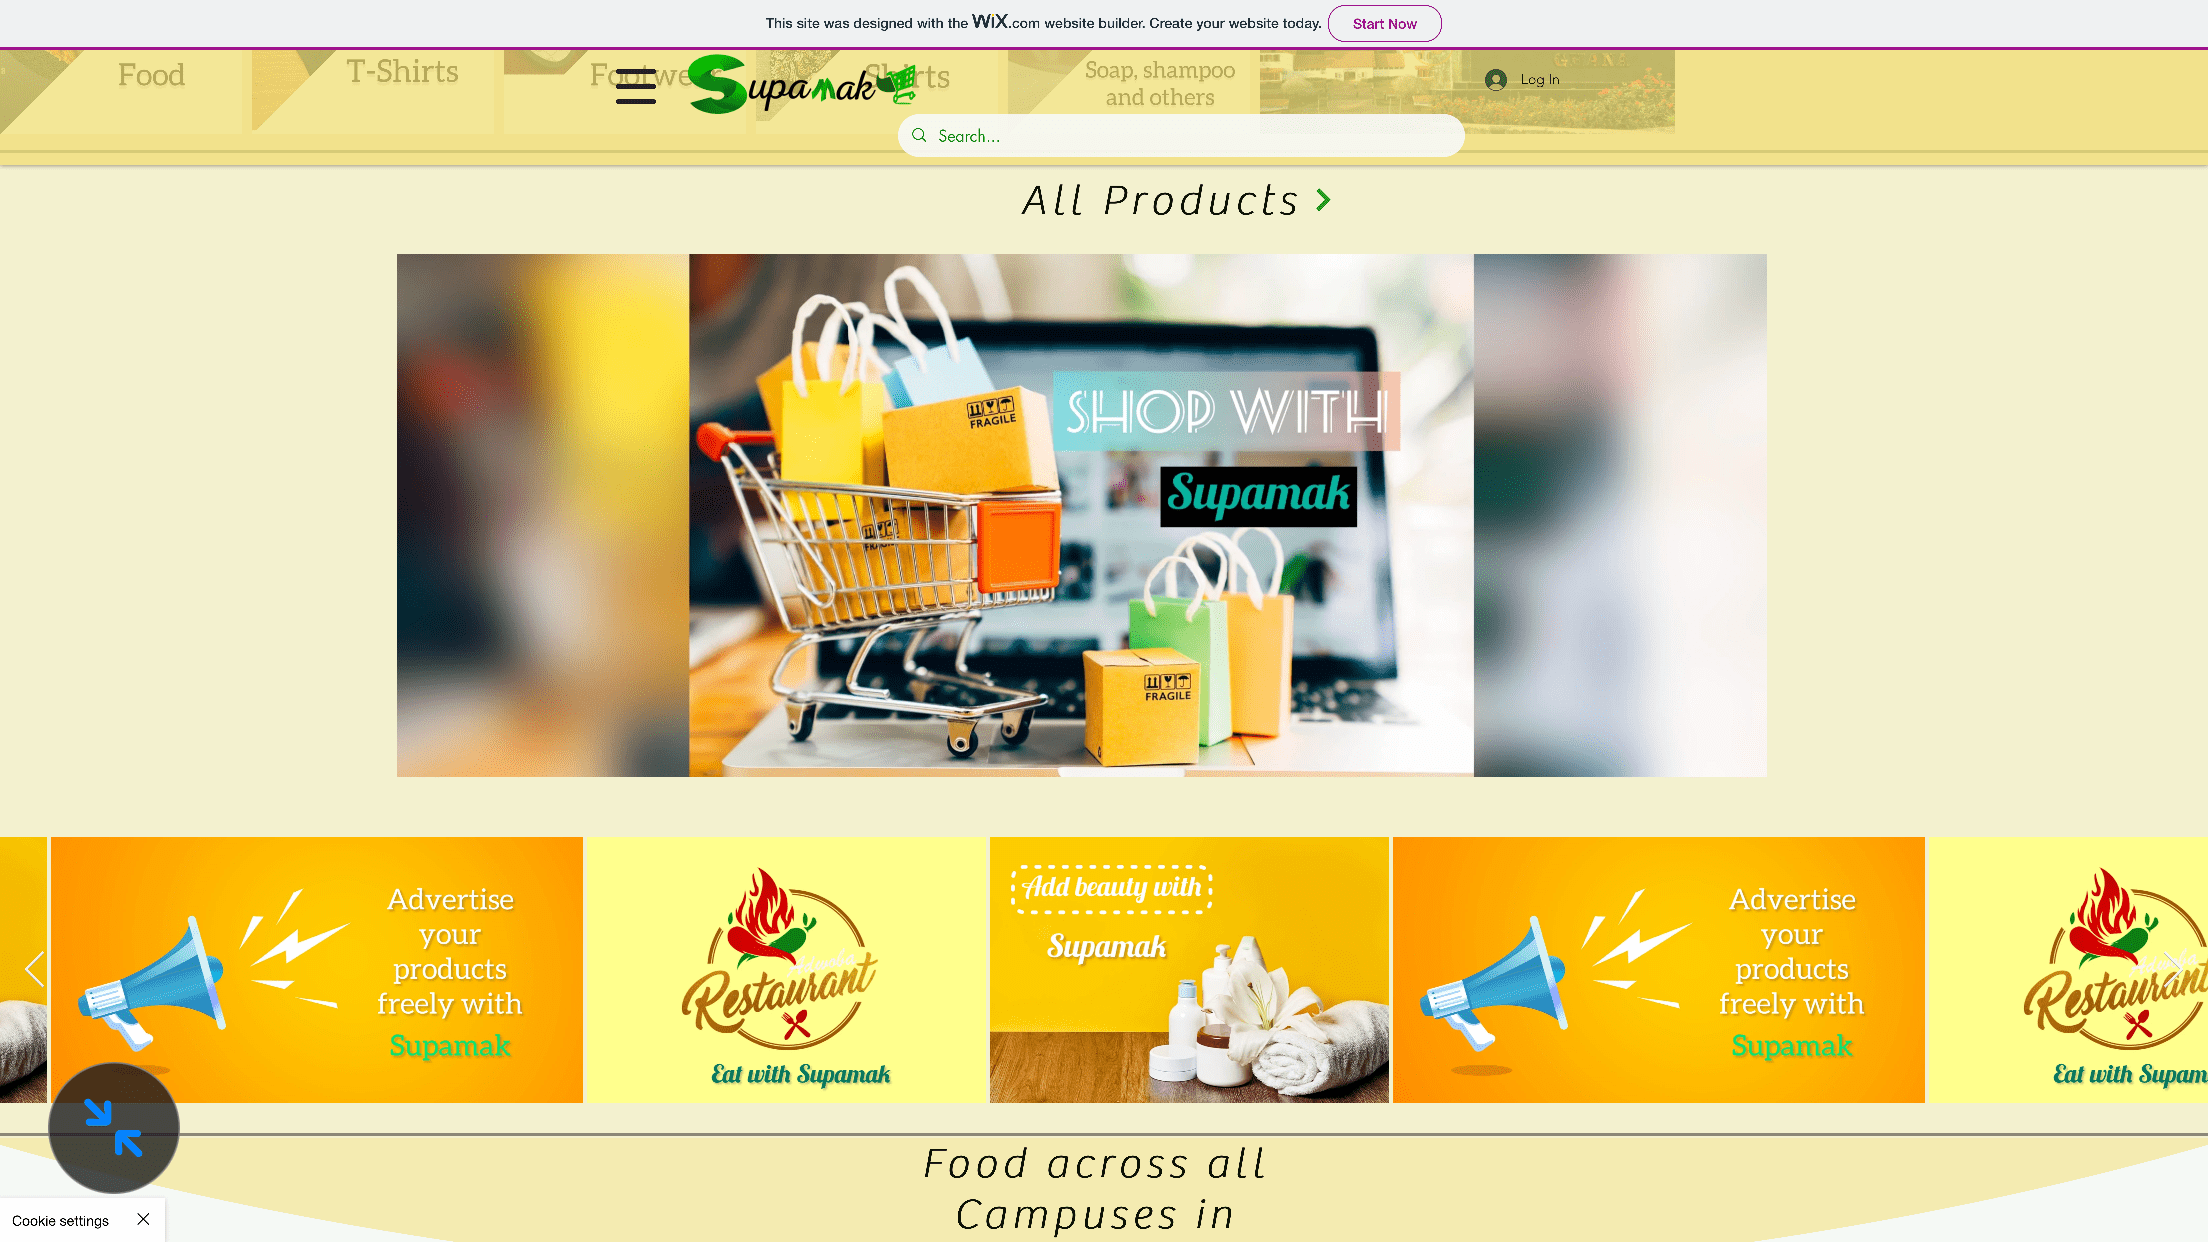 This site was designed with the WiX.com website builder. Create your website today.
Start Now
Food
T-Shirts
Footwe
Shirts
Soap, shampoo
and others
Supamak
Log In
Search...
All Products
FRAGILE
FRAGILE
SHOP WITH
Supamak
FRAGILE
Advertise
your
products
freely with
Supamak
Restaurant
Eat with Supamak
Add beauty with
Supamak
Advertise
your
products
freely with
Supamak
Restaurant
Eat with Supam
Food across all
Campuses in
Cookie settings